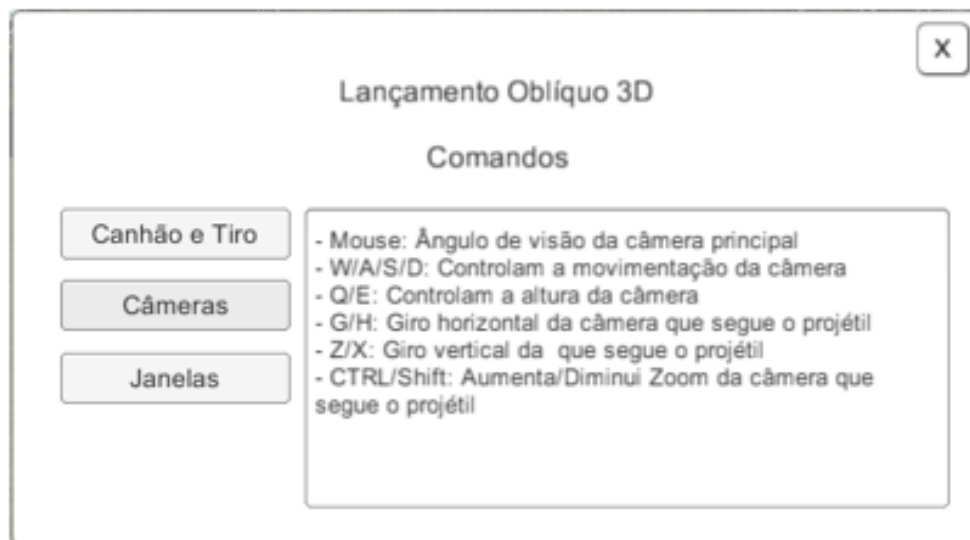 X
Lançamento Oblíquo 3D
Comandos
Canhão e Tiro
Câmeras
Janelas
- Mouse: Ângulo de visão da câmera principal
- W/A/S/D: Controlam a movimentação da câmera
- Q/E: Controlam a altura da câmera
- G/H: Giro horizontal da câmera que segue o projétil
- Z/X: Giro vertical da  que segue o projétil
- CTRL/Shift: Aumenta/Diminui Zoom da câmera que
segue o projétil